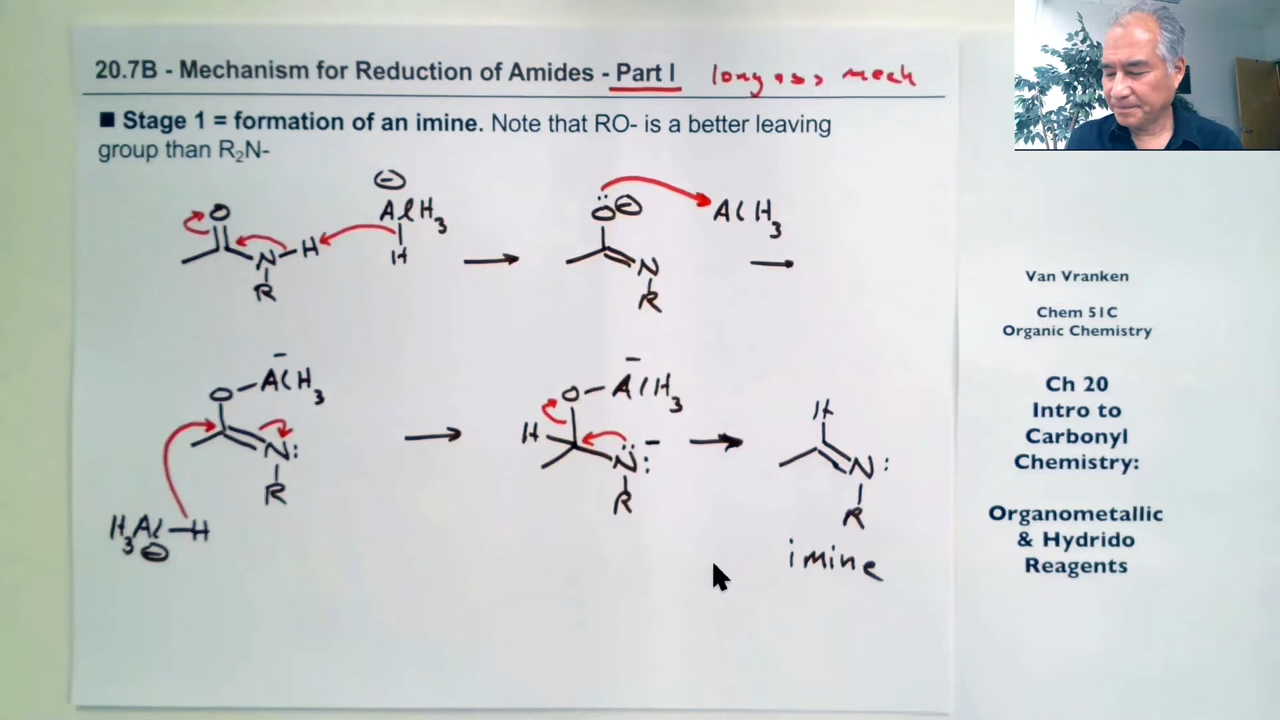 20.7B - Mechanism for Reduction of Amides - Part I long ass mech
■ Stage 1 = formation of an imine. Note that RO- is a better leaving
group than R₂N-
O ⊖ AlH₃ Ö⊖ AlH₃
N-H H N
R R
O-AlH₃ - O-AlH₃ - H
N: H N: - N:
R R R
H₃Al-H ⊖
imine
Van Vranken
Chem 51C
Organic Chemistry
Ch 20
Intro to
Carbonyl
Chemistry:
Organometallic
& Hydrido
Reagents